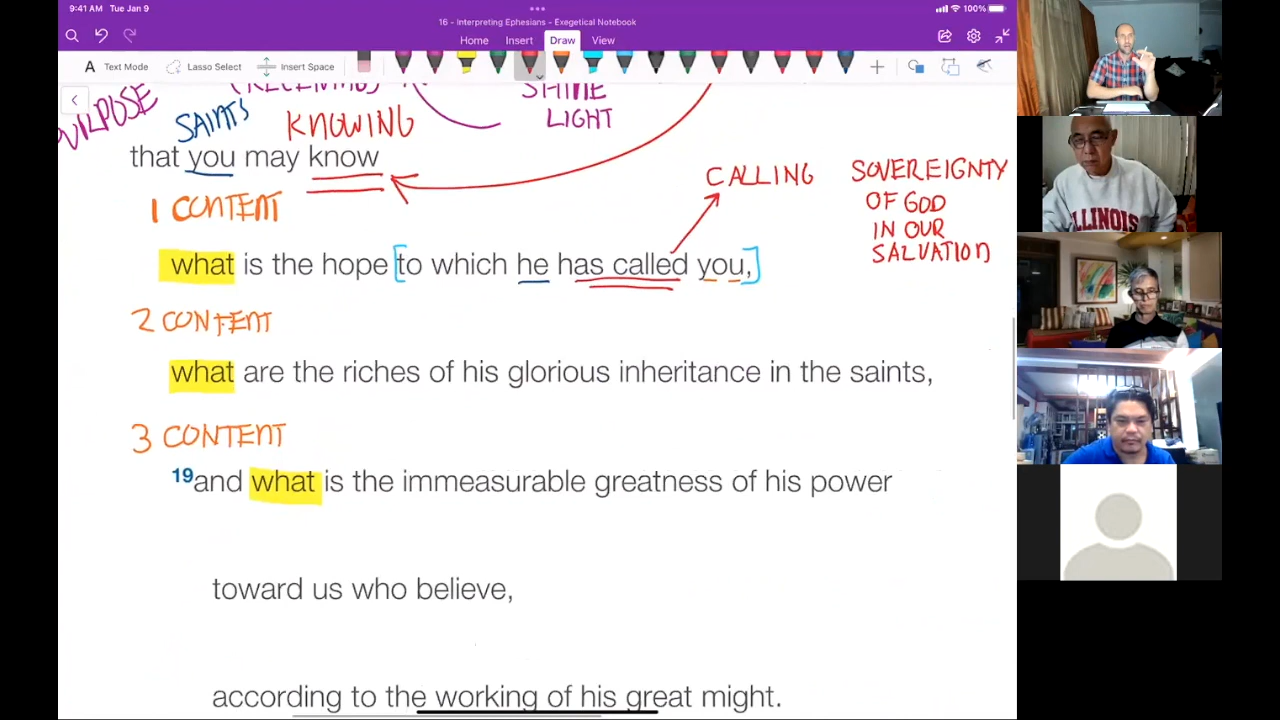 9:41 AM Tue Jan 9
100%
16 - Interpreting Ephesians - Exegetical Notebook
Home Insert Draw View
Text Mode Lasso Select Insert Space
PURPOSE
SHINE
LIGHT
SAINTS
KNOWING
that you may know
CALLING
SOVEREIGNTY
OF GOD
IN OUR
SALVATION
1 CONTENT
what is the hope [to which he has called you,]
2 CONTENT
what are the riches of his glorious inheritance in the saints,
3 CONTENT
19and what is the immeasurable greatness of his power
toward us who believe,
according to the working of his great might.
ILLINOIS